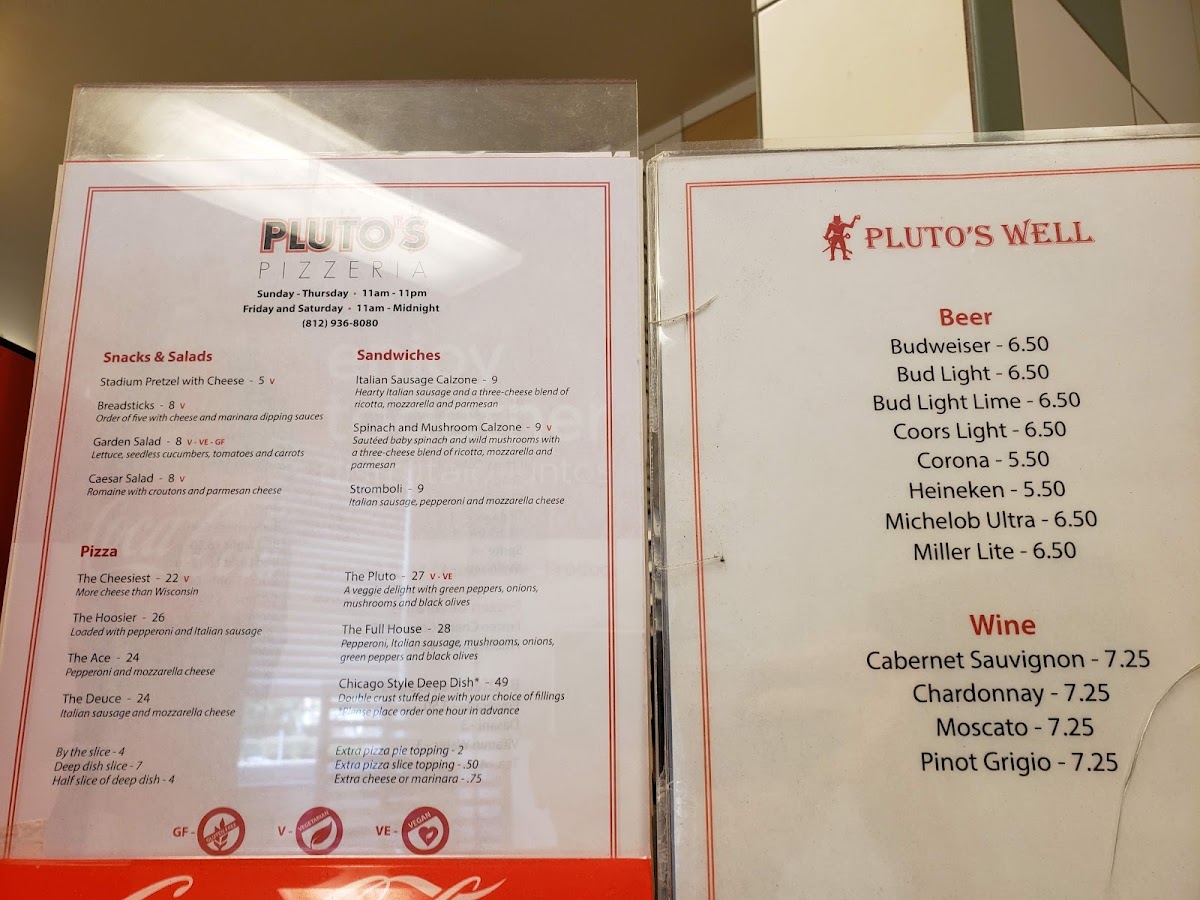 PLUTO'S
PIZZERIA
Sunday - Thursday • 11am - 11pm
Friday and Saturday • 11am - Midnight
(812) 936-8080
Snacks & Salads
Stadium Pretzel with Cheese - 5 V
Breadsticks - 8 V
Order of five with cheese and marinara dipping sauces
Garden Salad - 8 V - VE - GF
Lettuce, seedless cucumbers, tomatoes and carrots
Caesar Salad - 8 V
Romaine with croutons and parmesan cheese
Sandwiches
Italian Sausage Calzone - 9
Hearty Italian sausage and a three-cheese blend of
ricotta, mozzarella and parmesan
Spinach and Mushroom Calzone - 9 V
Sautéed baby spinach and wild mushrooms with
a three-cheese blend of ricotta, mozzarella and
parmesan
Stromboli - 9
Italian sausage, pepperoni and mozzarella cheese
Pizza
The Cheesiest - 22 V
More cheese than Wisconsin
The Hoosier - 26
Loaded with pepperoni and Italian sausage
The Ace - 24
Pepperoni and mozzarella cheese
The Deuce - 24
Italian sausage and mozzarella cheese
By the slice - 4
Deep dish slice - 7
Half slice of deep dish - 4
The Pluto - 27 V - VE
A veggie delight with green peppers, onions,
mushrooms and black olives
The Full House - 28
Pepperoni, Italian sausage, mushrooms, onions,
green peppers and black olives
Chicago Style Deep Dish* - 49
Double crust stuffed pie with your choice of fillings
*Please place order one hour in advance
Extra pizza pie topping - 2
Extra pizza slice topping - .50
Extra cheese or marinara - .75
GF - GLUTEN FREE
V - VEGETARIAN
VE - VEGAN
PLUTO'S WELL
Beer
Budweiser - 6.50
Bud Light - 6.50
Bud Light Lime - 6.50
Coors Light - 6.50
Corona - 5.50
Heineken - 5.50
Michelob Ultra - 6.50
Miller Lite - 6.50
Wine
Cabernet Sauvignon - 7.25
Chardonnay - 7.25
Moscato - 7.25
Pinot Grigio - 7.25